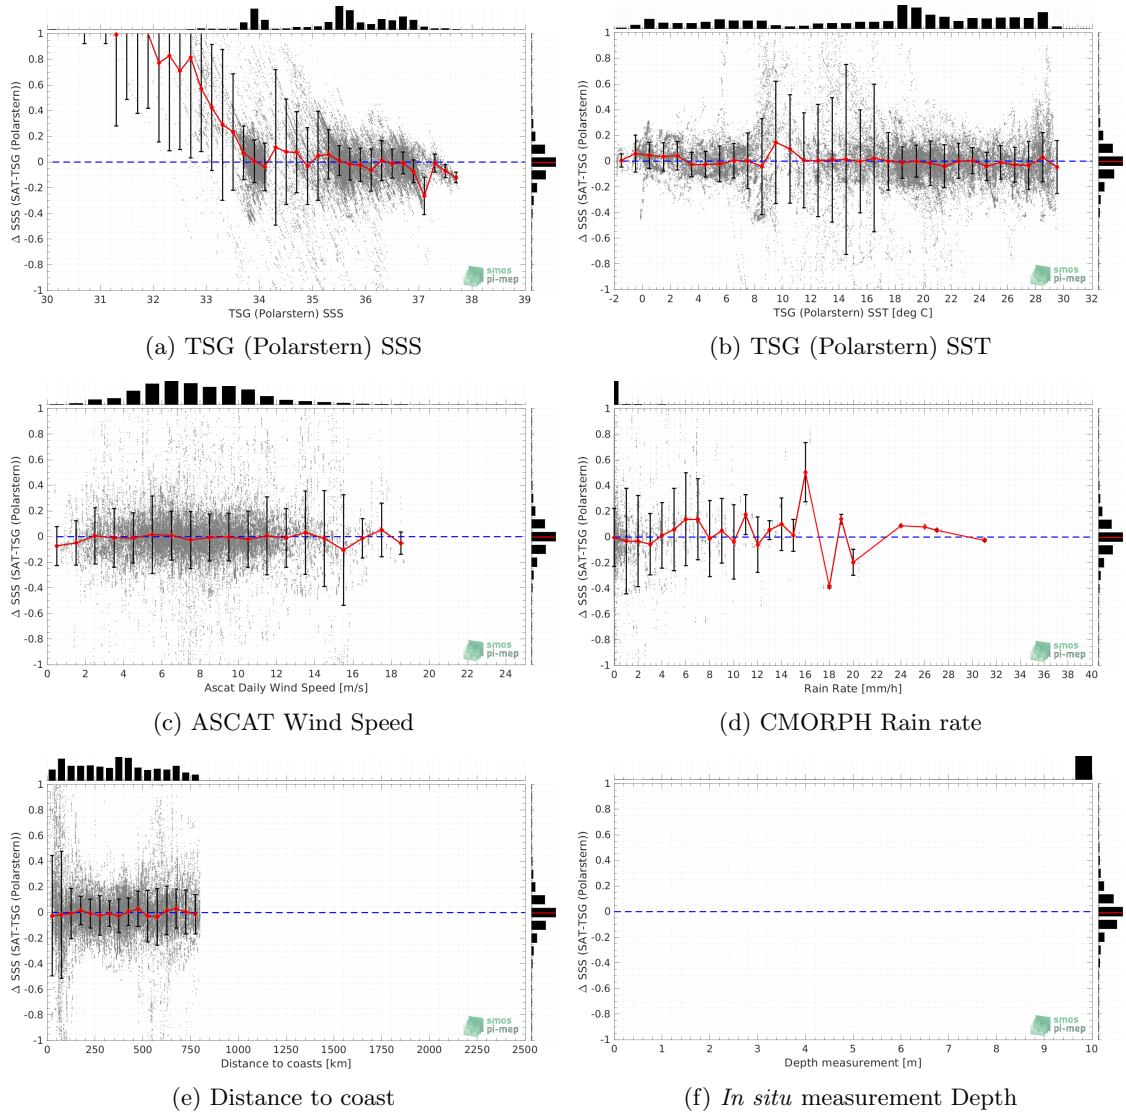 Δ SSS (SAT-TSG (Polarstern))
1
0.8
0.6
0.4
0.2
0
-0.2
-0.4
-0.6
-0.8
-1
30 31 32 33 34 35 36 37 38 39
TSG (Polarstern) SSS
smos
pi-mep
(a) TSG (Polarstern) SSS
Δ SSS (SAT-TSG (Polarstern))
1
0.8
0.6
0.4
0.2
0
-0.2
-0.4
-0.6
-0.8
-1
-2 0 2 4 6 8 10 12 14 16 18 20 22 24 26 28 30 32
TSG (Polarstern) SST [deg C]
smos
pi-mep
(b) TSG (Polarstern) SST
Δ SSS (SAT-TSG (Polarstern))
1
0.8
0.6
0.4
0.2
0
-0.2
-0.4
-0.6
-0.8
-1
0 2 4 6 8 10 12 14 16 18 20 22 24
Ascat Daily Wind Speed [m/s]
smos
pi-mep
(c) ASCAT Wind Speed
Δ SSS (SAT-TSG (Polarstern))
1
0.8
0.6
0.4
0.2
0
-0.2
-0.4
-0.6
-0.8
-1
0 2 4 6 8 10 12 14 16 18 20 22 24 26 28 30 32 34 36 38 40
Rain Rate [mm/h]
smos
pi-mep
(d) CMORPH Rain rate
Δ SSS (SAT-TSG (Polarstern))
1
0.8
0.6
0.4
0.2
0
-0.2
-0.4
-0.6
-0.8
-1
0 250 500 750 1000 1250 1500 1750 2000 2250 2500
Distance to coasts [km]
smos
pi-mep
(e) Distance to coast
Δ SSS (SAT-TSG (Polarstern))
1
0.8
0.6
0.4
0.2
0
-0.2
-0.4
-0.6
-0.8
-1
0 1 2 3 4 5 6 7 8 9 10
Depth measurement [m]
smos
pi-mep
(f) In situ measurement Depth